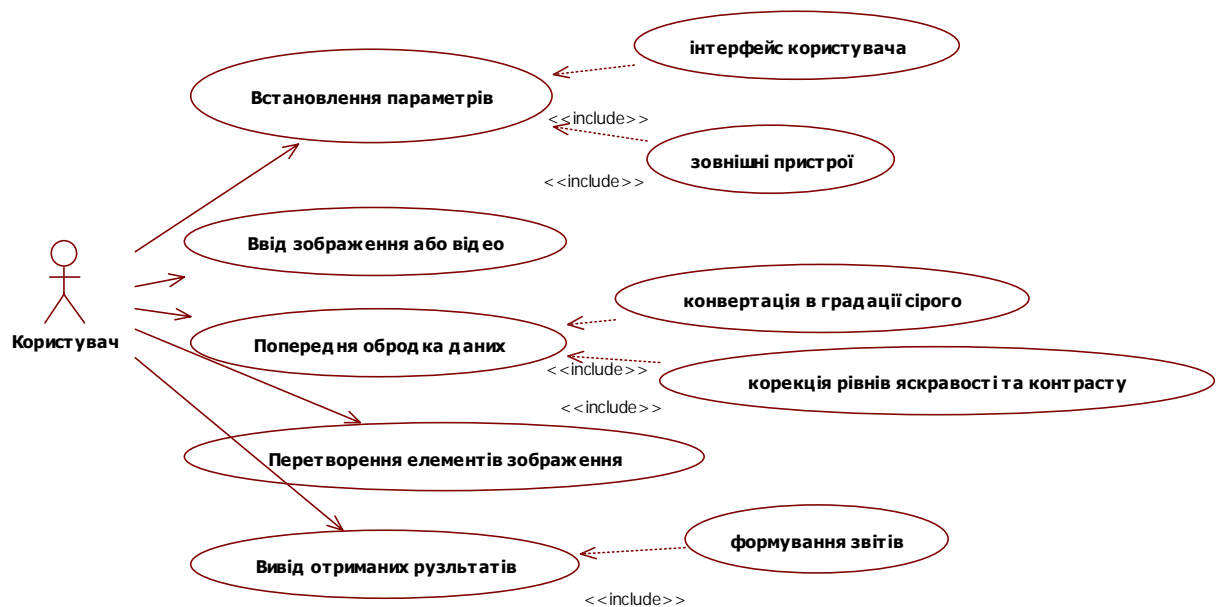 інтерфейс користувача
Встановлення параметрів
<<include>>
зовнішні пристрої
<<include>>
Ввід зображення або відео
Користувач
конвертація в градації сірого
Попередня обродка даних
<<include>>
корекція рівнів яскравості та контрасту
<<include>>
Перетворення елементів зображення
формування звітів
Вивід отриманих рузльтатів
<<include>>